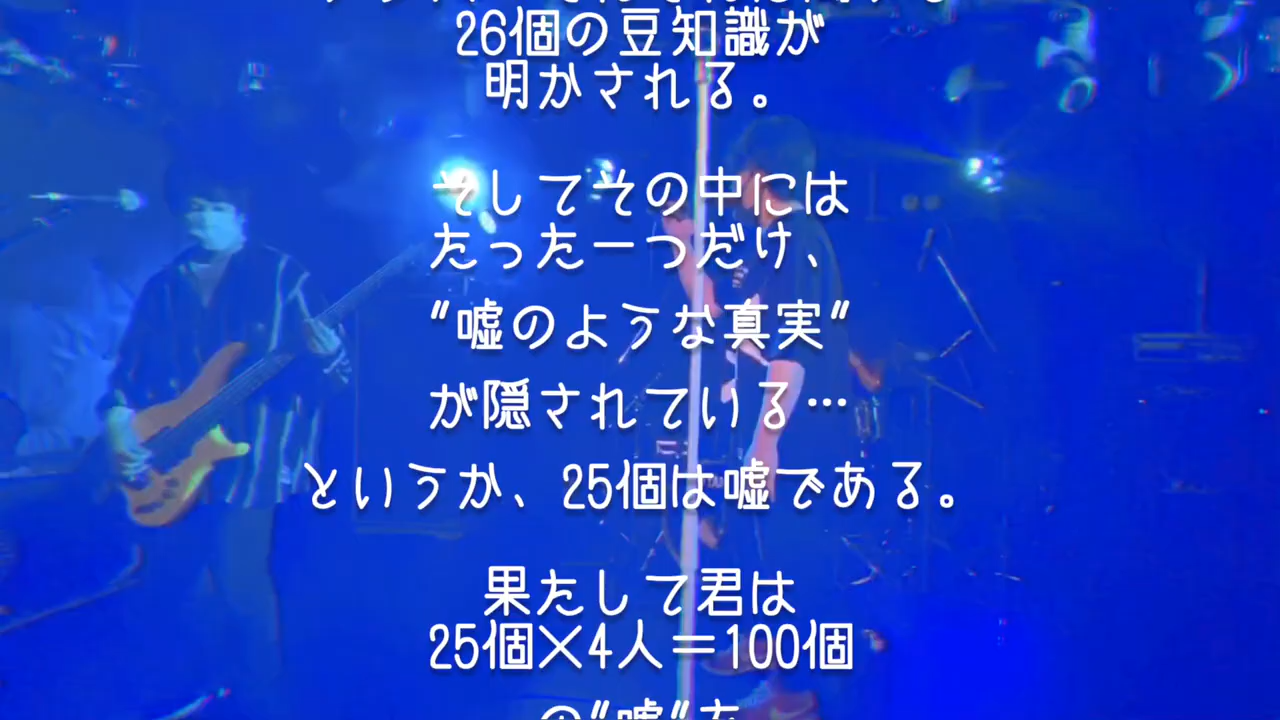 26個の豆知識が
明かされる。
そしてその中には
たった一つだけ、
"嘘のような真実"
が隠されている…
というか、25個は嘘である。
果たして君は
25個×4人＝100個
の"嘘"を